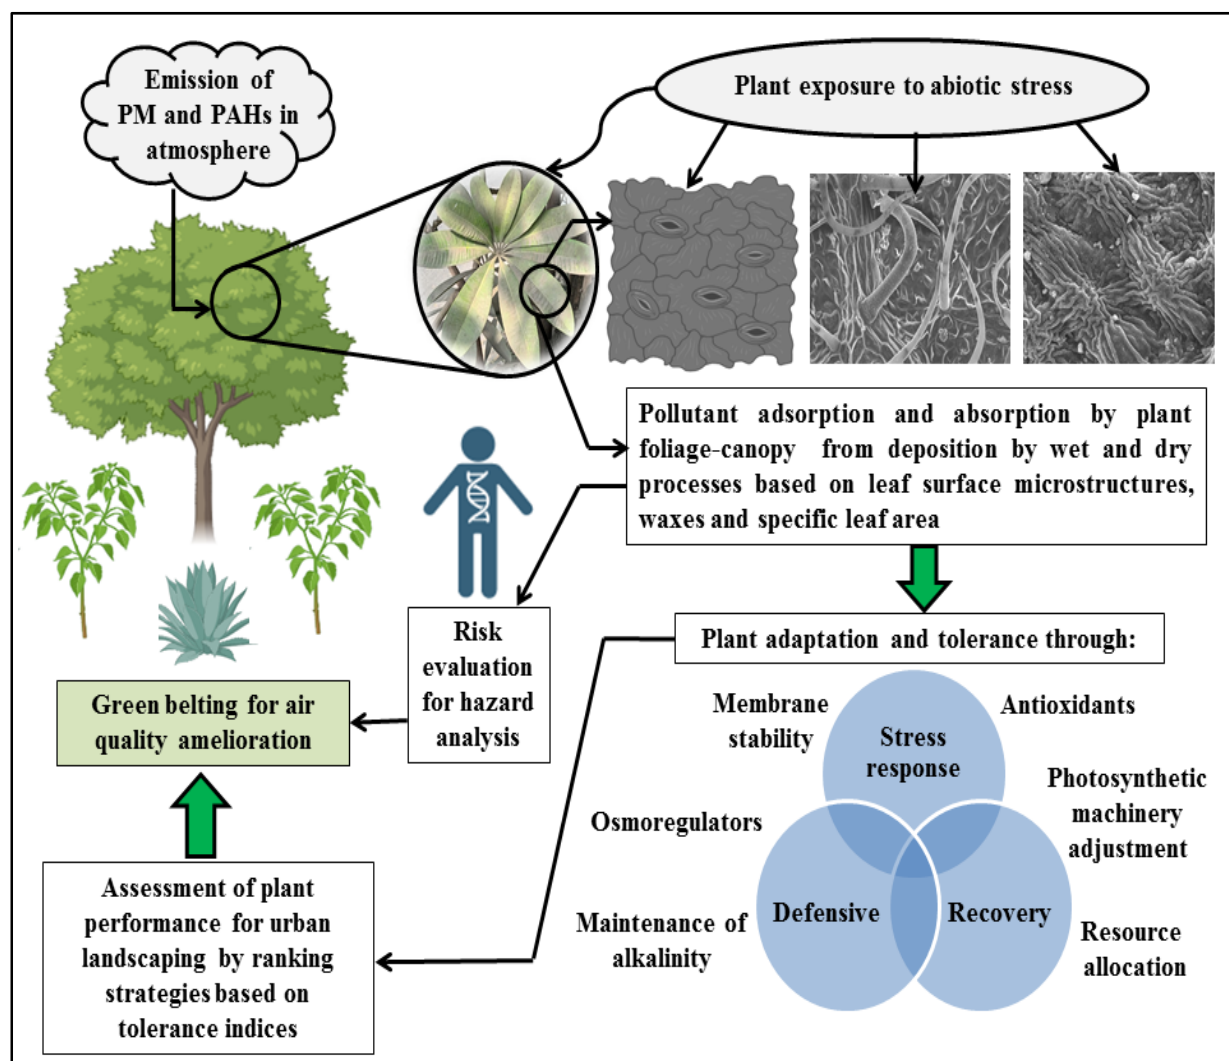 Emission of
PM and PAHs in
atmosphere
Plant exposure to abiotic stress
Pollutant adsorption and absorption by plant
foliage-canopy from deposition by wet and dry
processes based on leaf surface microstructures,
waxes and specific leaf area
Risk
evaluation
for hazard
analysis
Plant adaptation and tolerance through:
Green belting for air
quality amelioration
Membrane
stability
Antioxidants
Stress
response
Photosynthetic
machinery
adjustment
Osmoregulators
Assessment of plant
performance for urban
landscaping by ranking
strategies based on
tolerance indices
Maintenance of
alkalinity
Defensive
Recovery
Resource
allocation